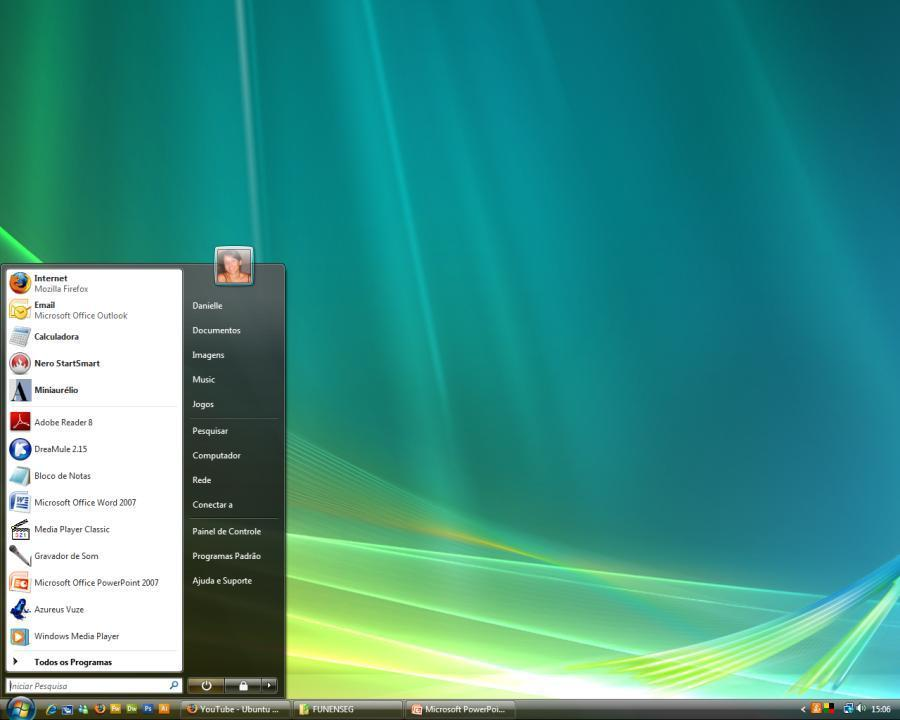 Internet
Mozilla Firefox
Email
Microsoft Office Outlook
Calculadora
Nero StartSmart
Miniaurélio
Adobe Reader 8
DreaMule 2.15
Bloco de Notas
Microsoft Office Word 2007
Media Player Classic
Gravador de Som
Microsoft Office PowerPoint 2007
Azureus Vuze
Windows Media Player
Todos os Programas
Iniciar Pesquisa
Danielle
Documentos
Imagens
Music
Jogos
Pesquisar
Computador
Rede
Conectar a
Painel de Controle
Programas Padrão
Ajuda e Suporte
YouTube - Ubuntu ...
FUNENSEG
Microsoft PowerPoi...
15:06